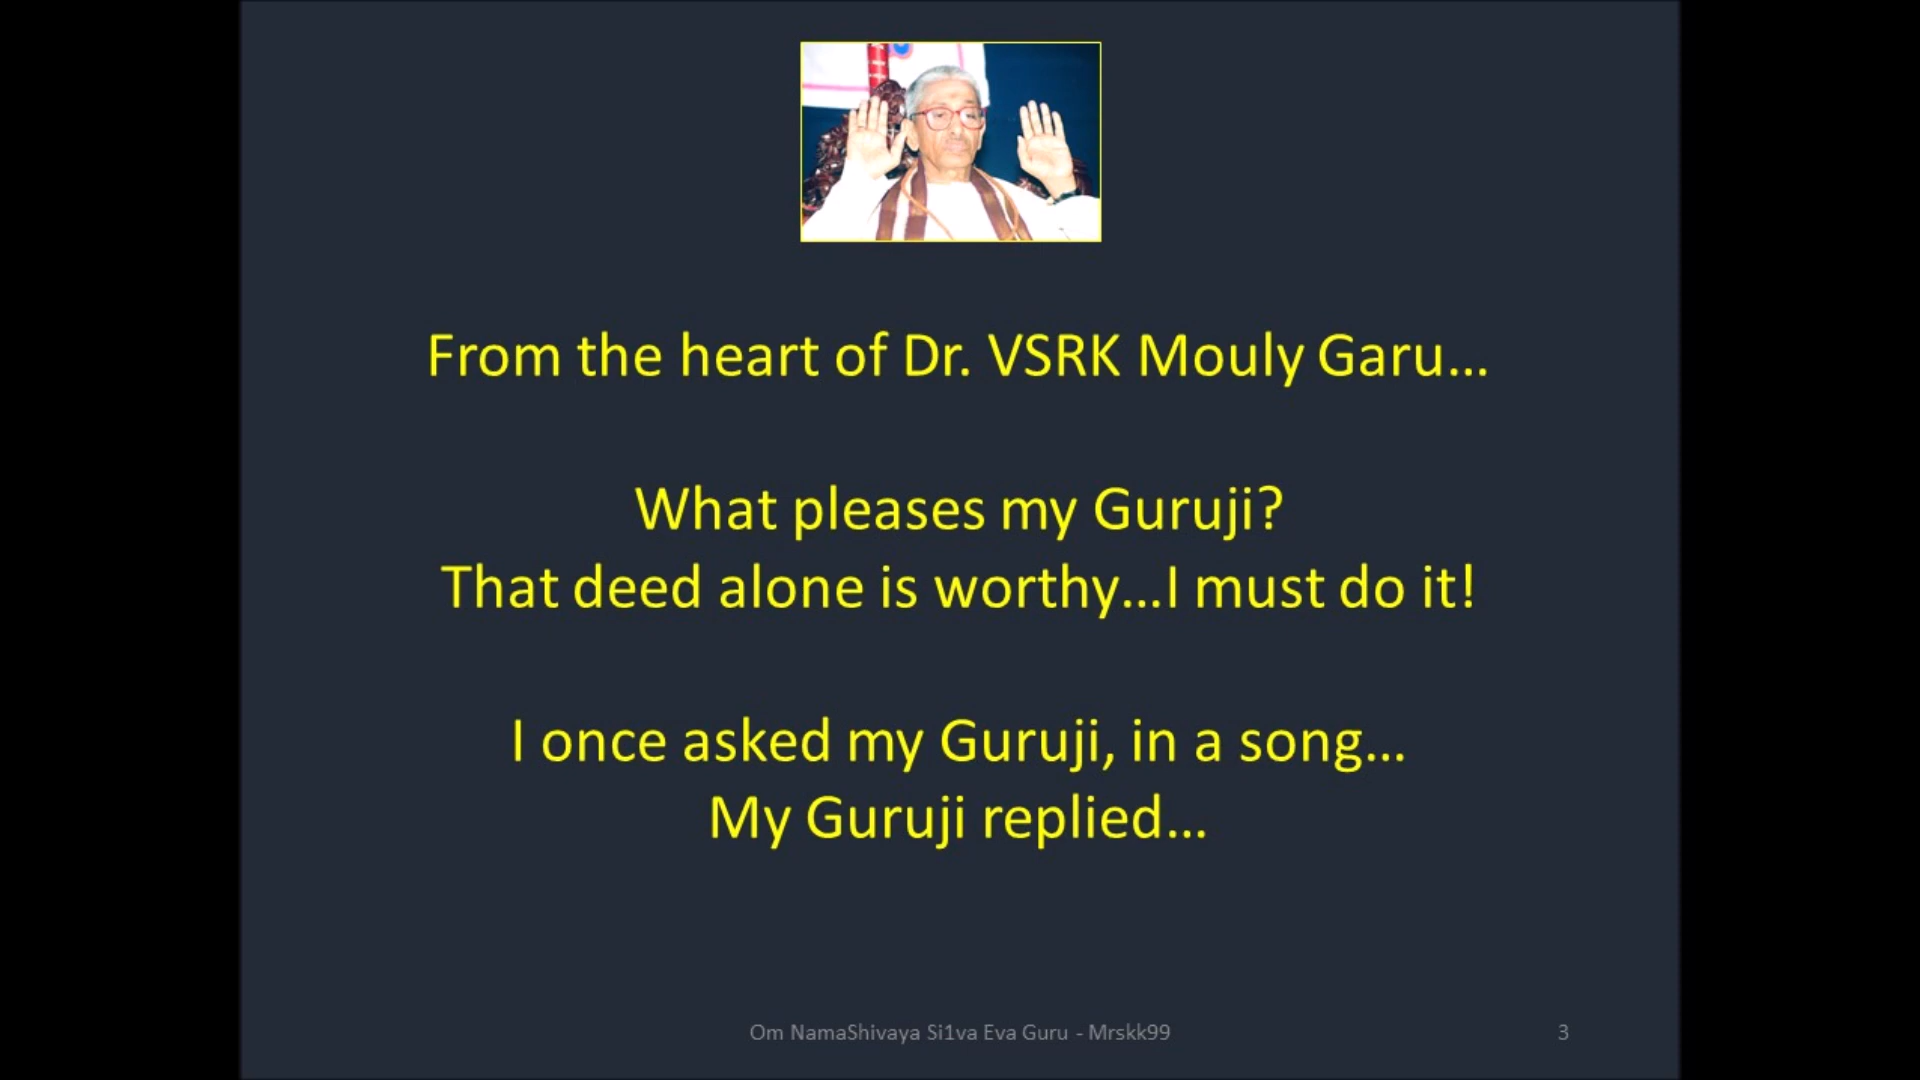 From the heart of Dr. VSRK Mouly Garu...
What pleases my Guruji?
That deed alone is worthy...I must do it!
I once asked my Guruji, in a song...
My Guruji replied...
Om NamaShivaya Si1va Eva Guru - Mrskk99
3